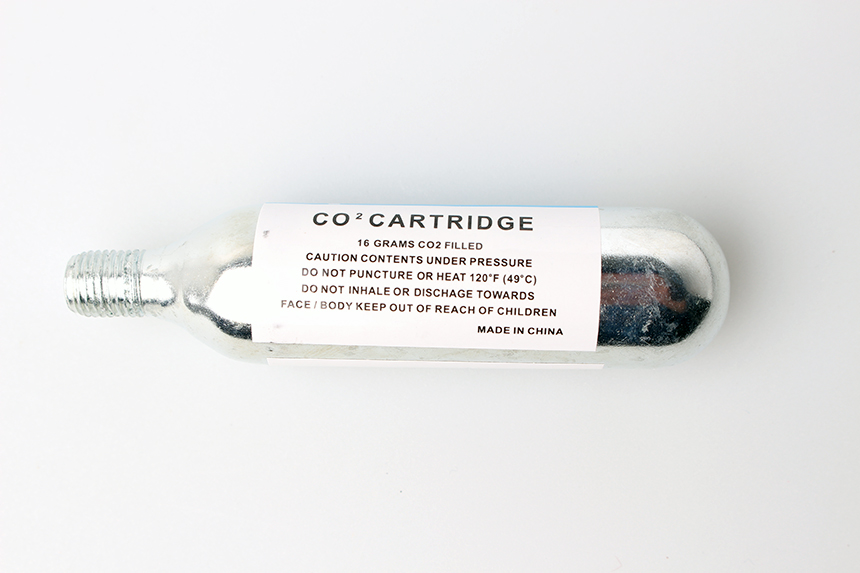 CO² CARTRIDGE
16 GRAMS CO2 FILLED
CAUTION CONTENTS UNDER PRESSURE
DO NOT PUNCTURE OR HEAT 120°F (49°C)
DO NOT INHALE OR DISCHAGE TOWARDS
FACE / BODY KEEP OUT OF REACH OF CHILDREN
MADE IN CHINA